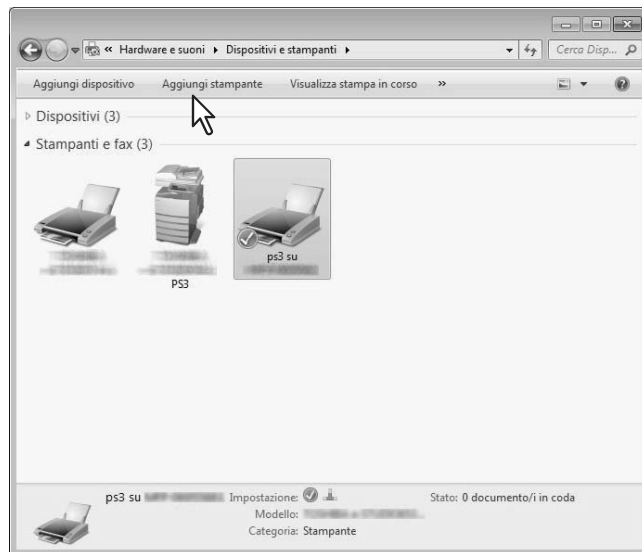 « Hardware e suoni ▸ Dispositivi e stampanti ▸ Cerca Disp...
Aggiungi dispositivo Aggiungi stampante Visualizza stampa in corso »
Dispositivi (3)
Stampanti e fax (3)
PS3
ps3 su
ps3 su Impostazione: Stato: 0 documento/i in coda
Modello:
Categoria: Stampante